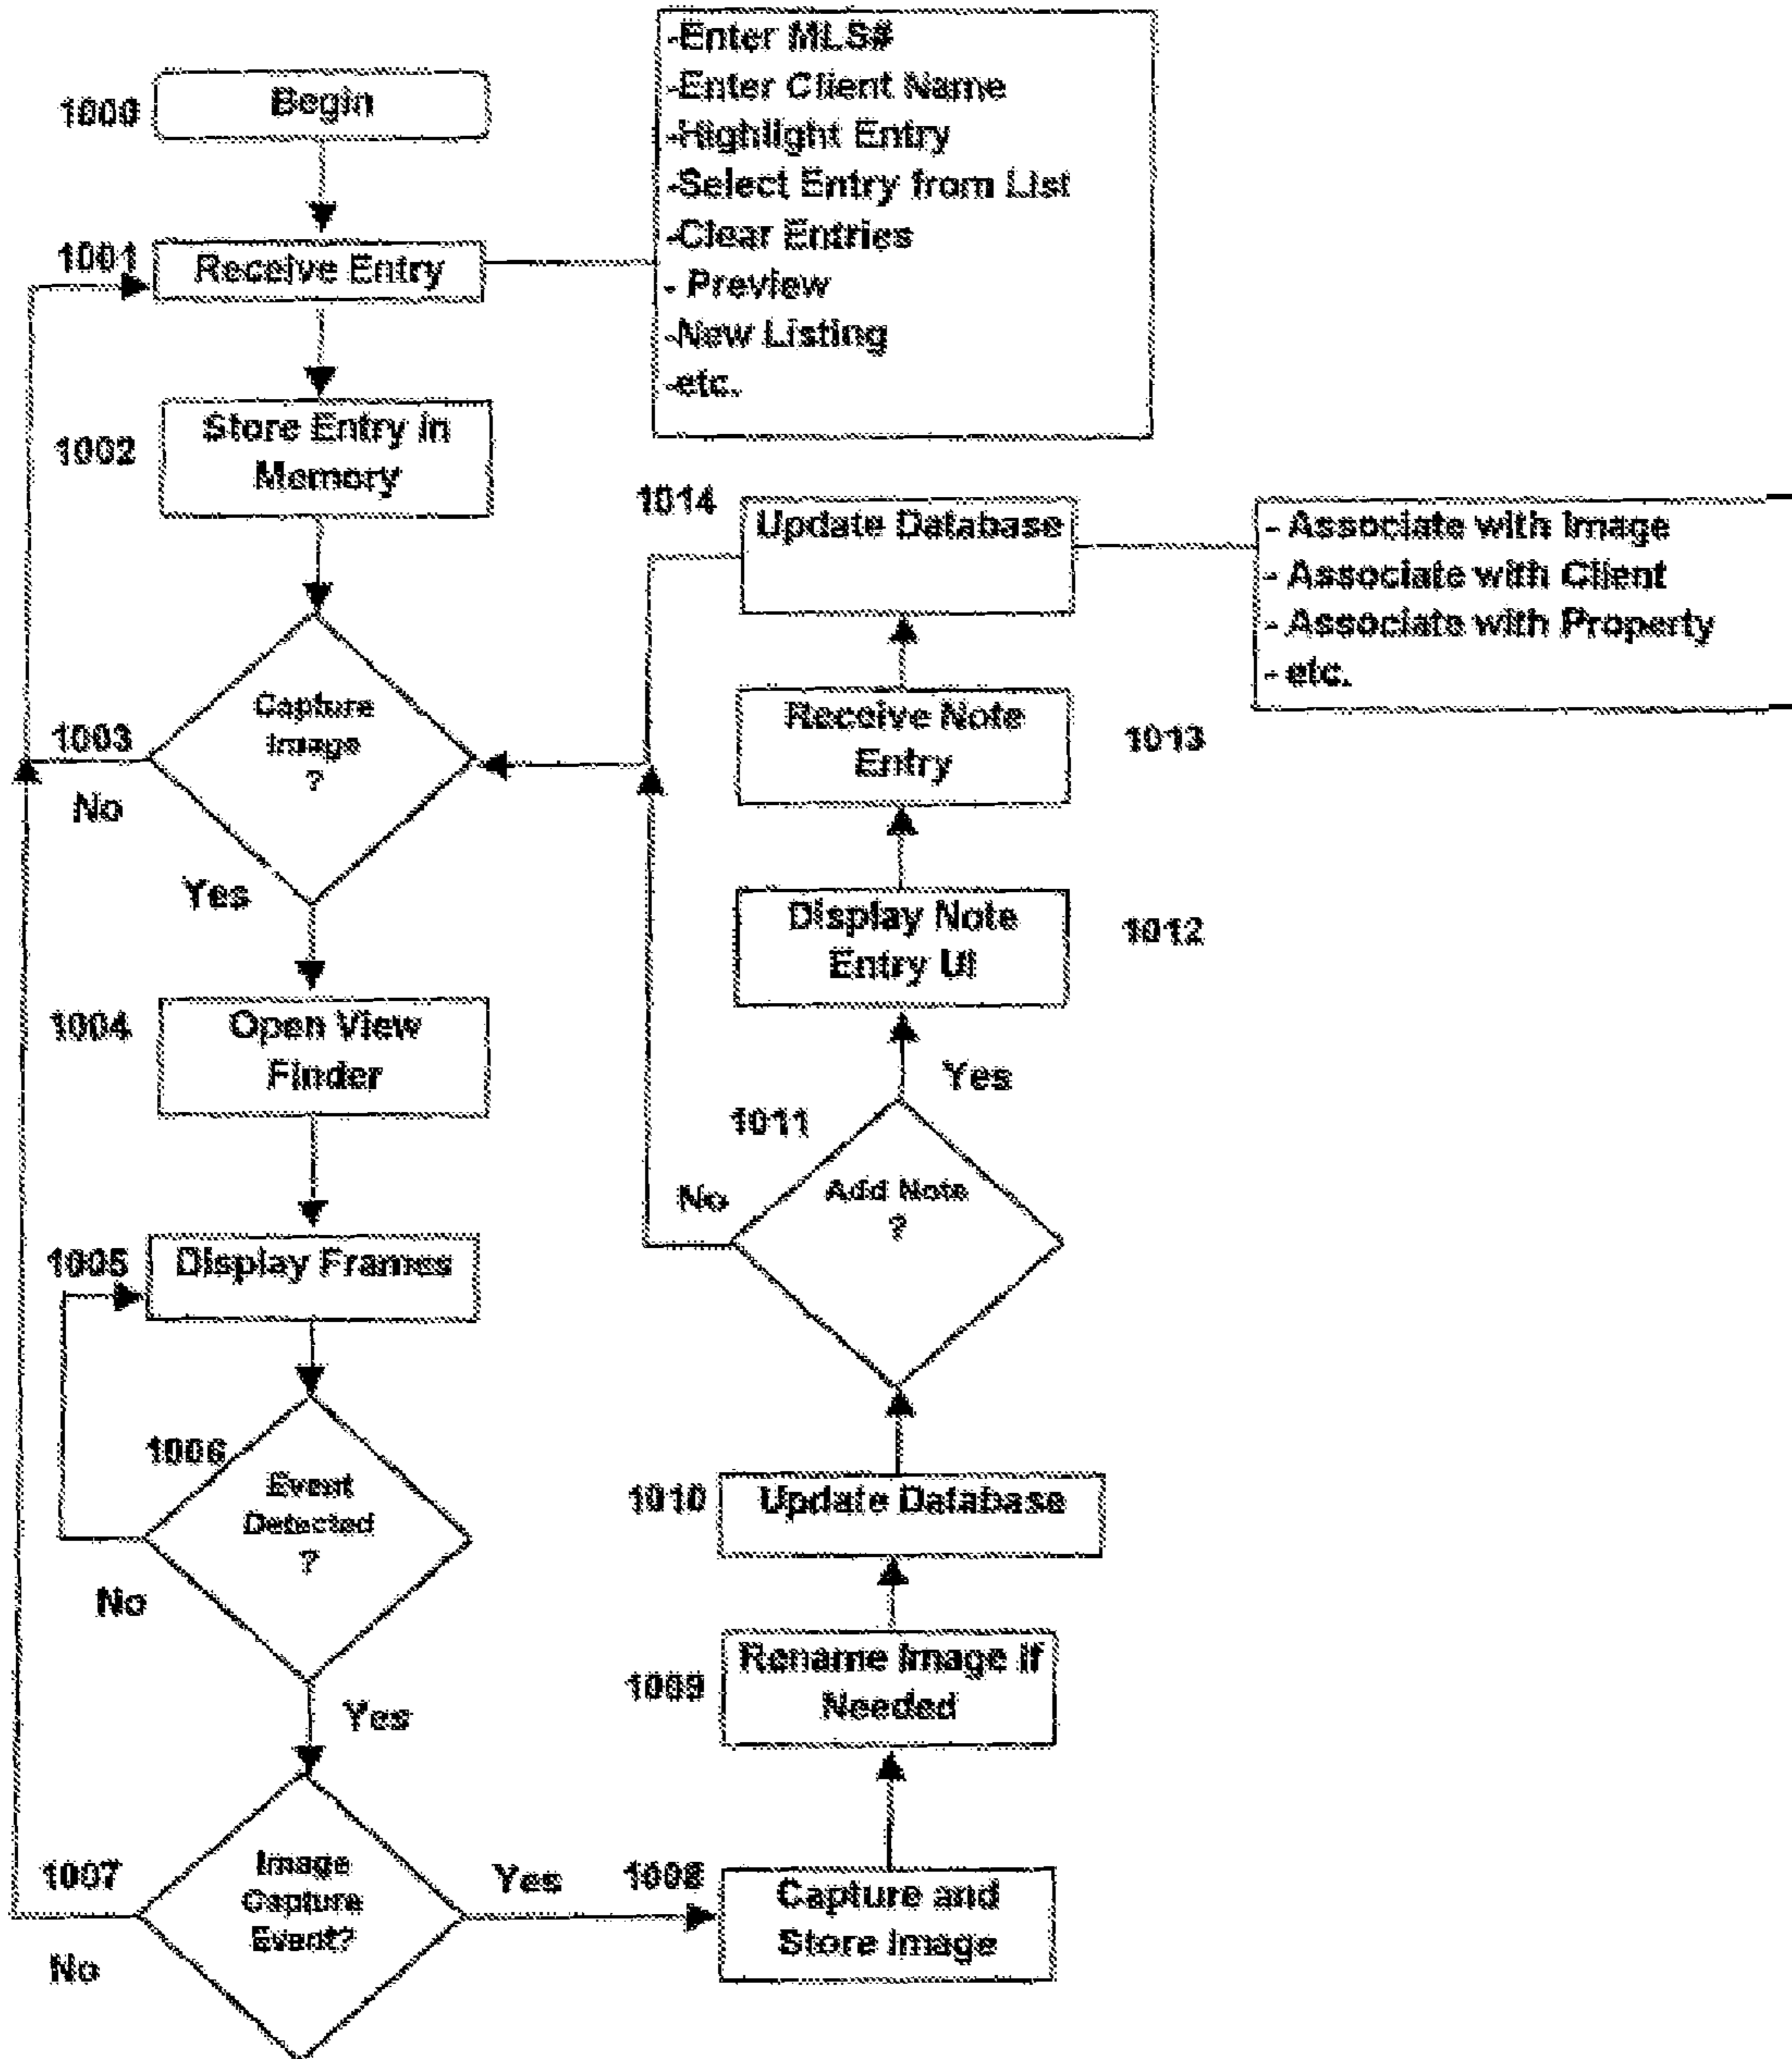 1000
Begin
-Enter MLS#
-Enter Client Name
-Highlight Entry
-Select Entry from List
-Clear Entries
- Preview
-New Listing
-etc.
1001
Receive Entry
1002
Store Entry in
Memory
1003
Capture
Image
?
No
Yes
1004
Open View
Finder
1005
Display Frames
1006
Event
Detected
?
No
Yes
1007
Image
Capture
Event?
No
Yes
1008
Capture and
Store Image
1009
Rename Image if
Needed
1010
Update Database
1011
Add Note
?
No
Yes
1012
Display Note
Entry UI
1013
Receive Note
Entry
1014
Update Database
- Associate with Image
- Associate with Client
- Associate with Property
- etc.